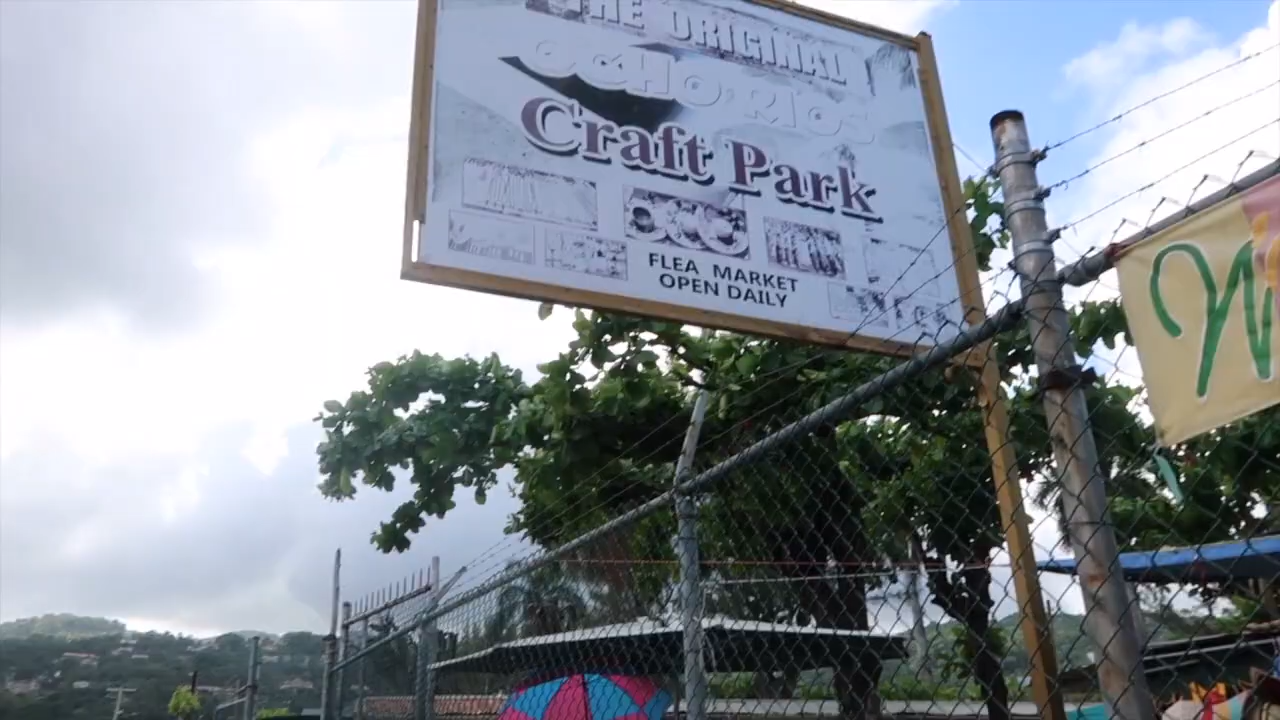 THE ORIGINAL
OCHO RIOS
Craft Park
FLEA MARKET
OPEN DAILY
W